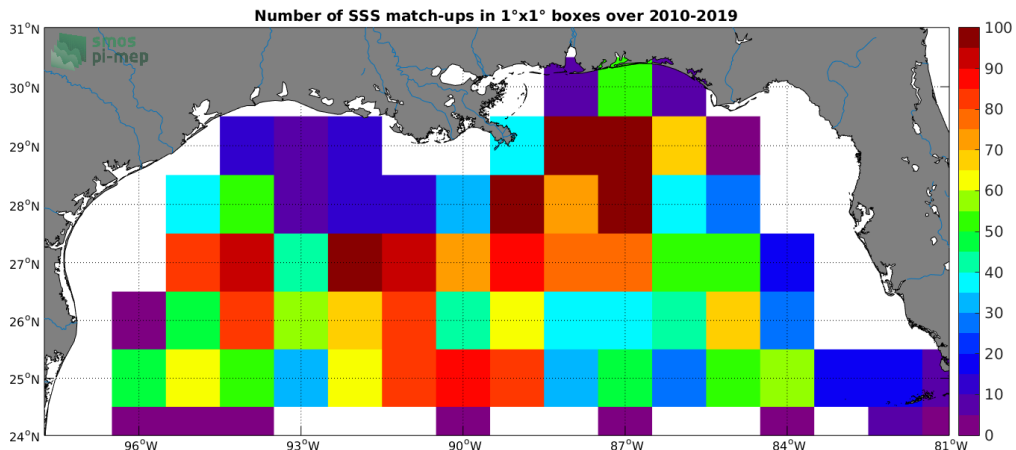 Number of SSS match-ups in 1°x1° boxes over 2010-2019
smos
pi-mep
31°N
30°N
29°N
28°N
27°N
26°N
25°N
24°N
96°W 93°W 90°W 87°W 84°W 81°W
100
90
80
70
60
50
40
30
20
10
0